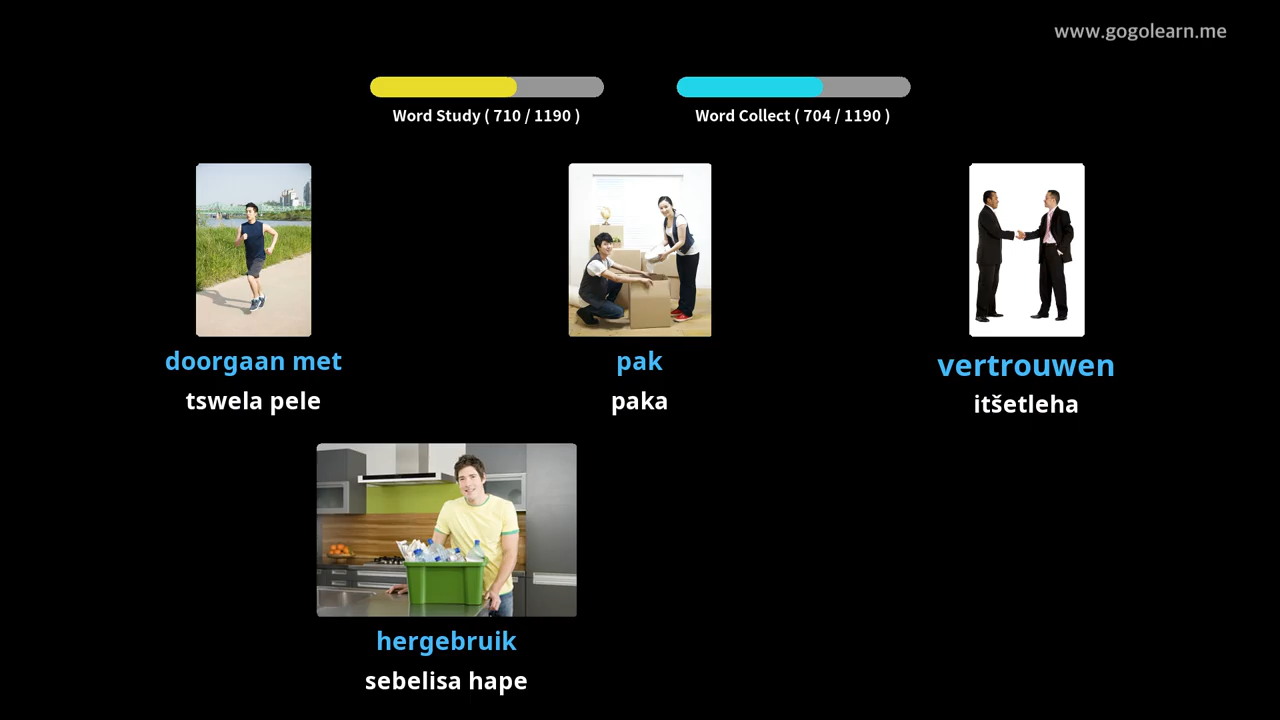 www.gogolearn.me
Word Study ( 710 / 1190 )
Word Collect ( 704 / 1190 )
doorgaan met
tswela pele
pak
paka
vertrouwen
itšetleha
hergebruik
sebelisa hape